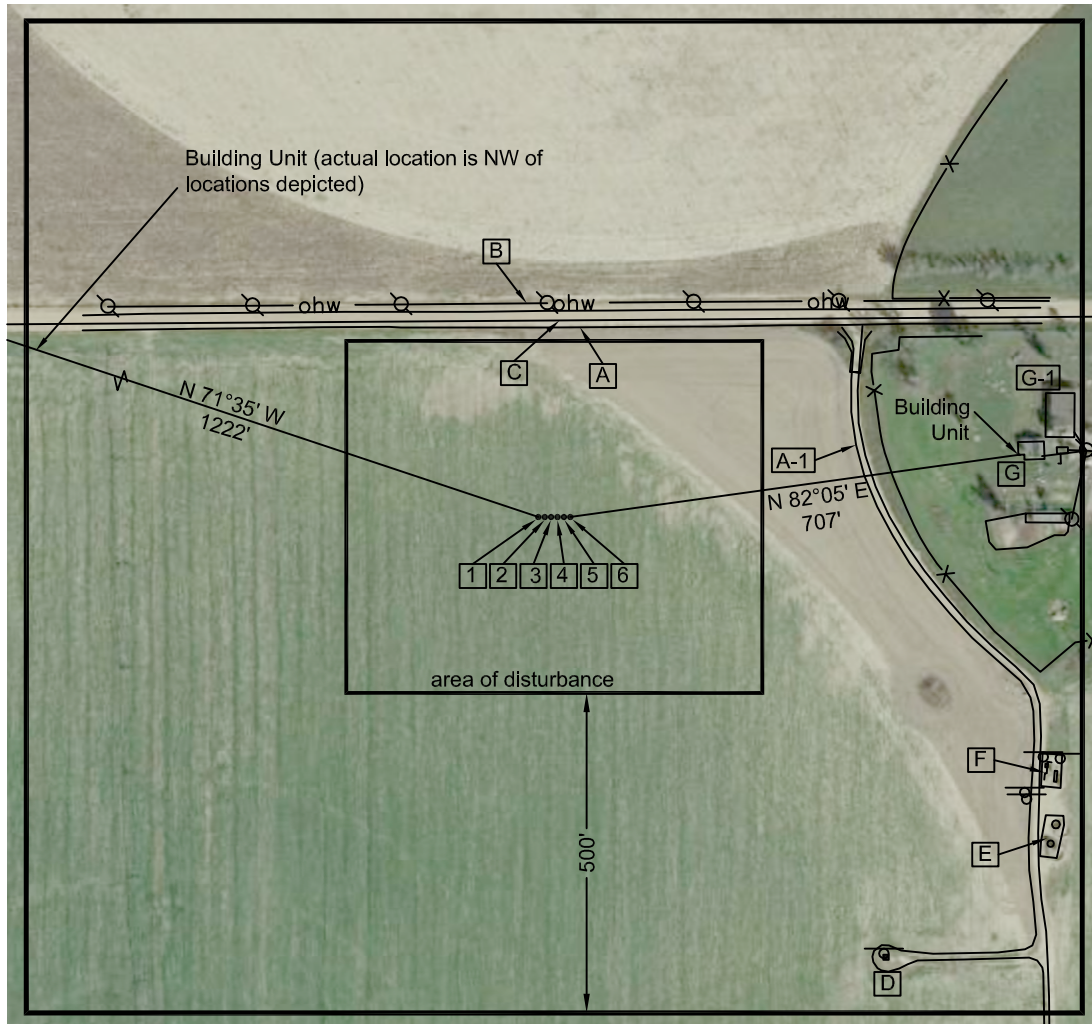 Building Unit (actual location is NW of
locations depicted)
B
ohw
ohw
ohw
C
A
G-1
N 71°35' W
1222'
Building
Unit
G
A-1
N 82°05' E
707'
1
2
3
4
5
6
area of disturbance
F
500'
E
D